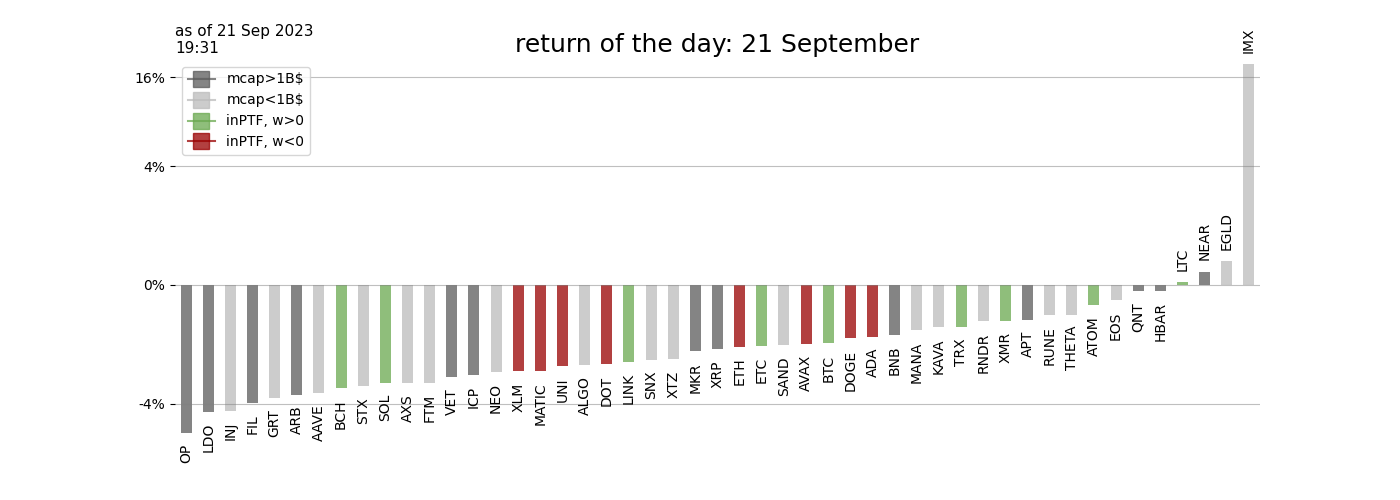 as of 21 Sep 2023
19:31
return of the day: 21 September
mcap>1B$
mcap<1B$
inPTF, w>0
inPTF, w<0
16%
4%
0%
-4%
OP
LDO
INJ
FIL
GRT
ARB
AAVE
BCH
STX
SOL
AXS
FTM
VET
ICP
NEO
XLM
MATIC
UNI
ALGO
DOT
LINK
SNX
XTZ
MKR
XRP
ETH
ETC
SAND
AVAX
BTC
DOGE
ADA
BNB
MANA
KAVA
TRX
RNDR
XMR
APT
RUNE
THETA
ATOM
EOS
QNT
HBAR
LTC
NEAR
EGLD
IMX